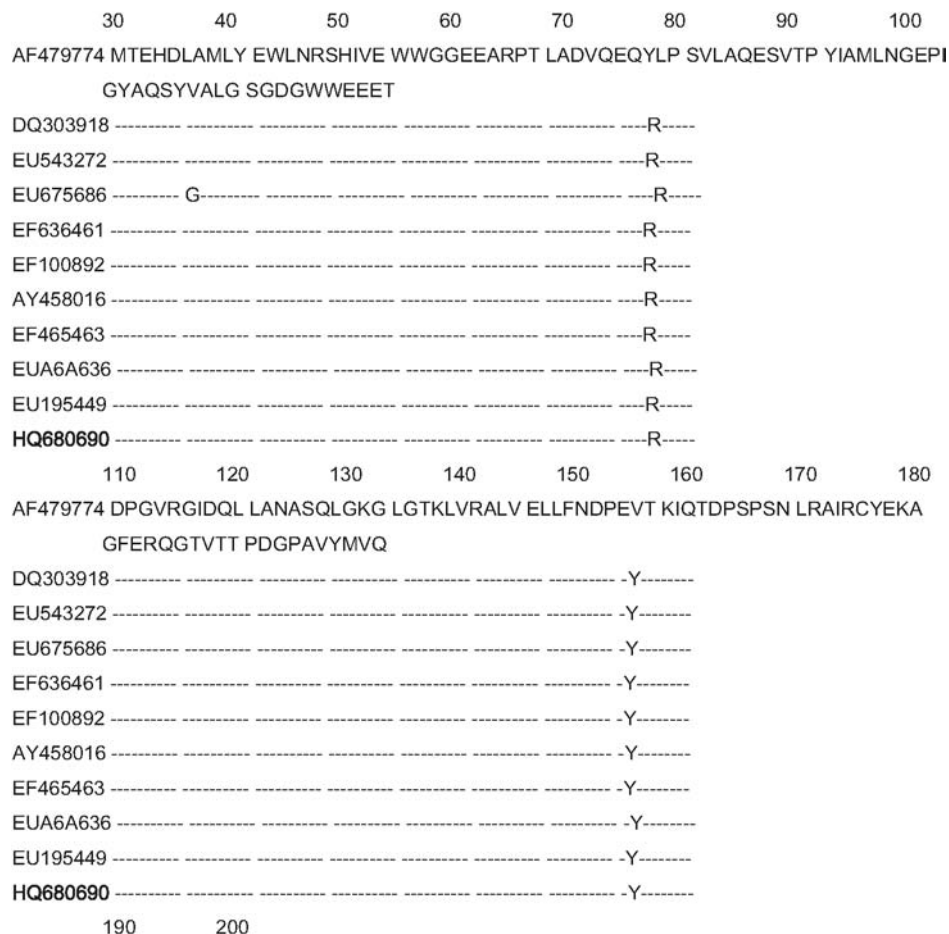 30 40 50 60 70 80 90 100
AF479774 MTEHDLAMLY EWLNRSHIVE WWGGEEARPT LADVQEQYLP SVLAQESVTP YIAMLNGEPI
GYAQSYVALG SGDGWWEEET
DQ303918 ---------- ---------- ---------- ---------- ---------- ---------- ---------- ----R-----
EU543272 ---------- ---------- ---------- ---------- ---------- ---------- ---------- ----R-----
EU675686 ---------- G--------- ---------- ---------- ---------- ---------- ---------- ----R-----
EF636461 ---------- ---------- ---------- ---------- ---------- ---------- ---------- ----R-----
EF100892 ---------- ---------- ---------- ---------- ---------- ---------- ---------- ----R-----
AY458016 ---------- ---------- ---------- ---------- ---------- ---------- ---------- ----R-----
EF465463 ---------- ---------- ---------- ---------- ---------- ---------- ---------- ----R-----
EUA6A636 ---------- ---------- ---------- ---------- ---------- ---------- ---------- ----R-----
EU195449 ---------- ---------- ---------- ---------- ---------- ---------- ---------- ----R-----
HQ680690 ---------- ---------- ---------- ---------- ---------- ---------- ---------- ----R-----
110 120 130 140 150 160 170 180
AF479774 DPGVRGIDQL LANASQLGKG LGTKLVRALV ELLFNDPEVT KIQTDPSPSN LRAIRCYEKA
GFERQGTVTT PDGPAVYMVQ
DQ303918 ---------- ---------- ---------- ---------- ---------- ---------- ---------- -Y--------
EU543272 ---------- ---------- ---------- ---------- ---------- ---------- ---------- -Y--------
EU675686 ---------- ---------- ---------- ---------- ---------- ---------- ---------- -Y--------
EF636461 ---------- ---------- ---------- ---------- ---------- ---------- ---------- -Y--------
EF100892 ---------- ---------- ---------- ---------- ---------- ---------- ---------- -Y--------
AY458016 ---------- ---------- ---------- ---------- ---------- ---------- ---------- -Y--------
EF465463 ---------- ---------- ---------- ---------- ---------- ---------- ---------- -Y--------
EUA6A636 ---------- ---------- ---------- ---------- ---------- ---------- ---------- -Y--------
EU195449 ---------- ---------- ---------- ---------- ---------- ---------- ---------- -Y--------
HQ680690 ---------- ---------- ---------- ---------- ---------- ---------- ---------- -Y--------
190 200